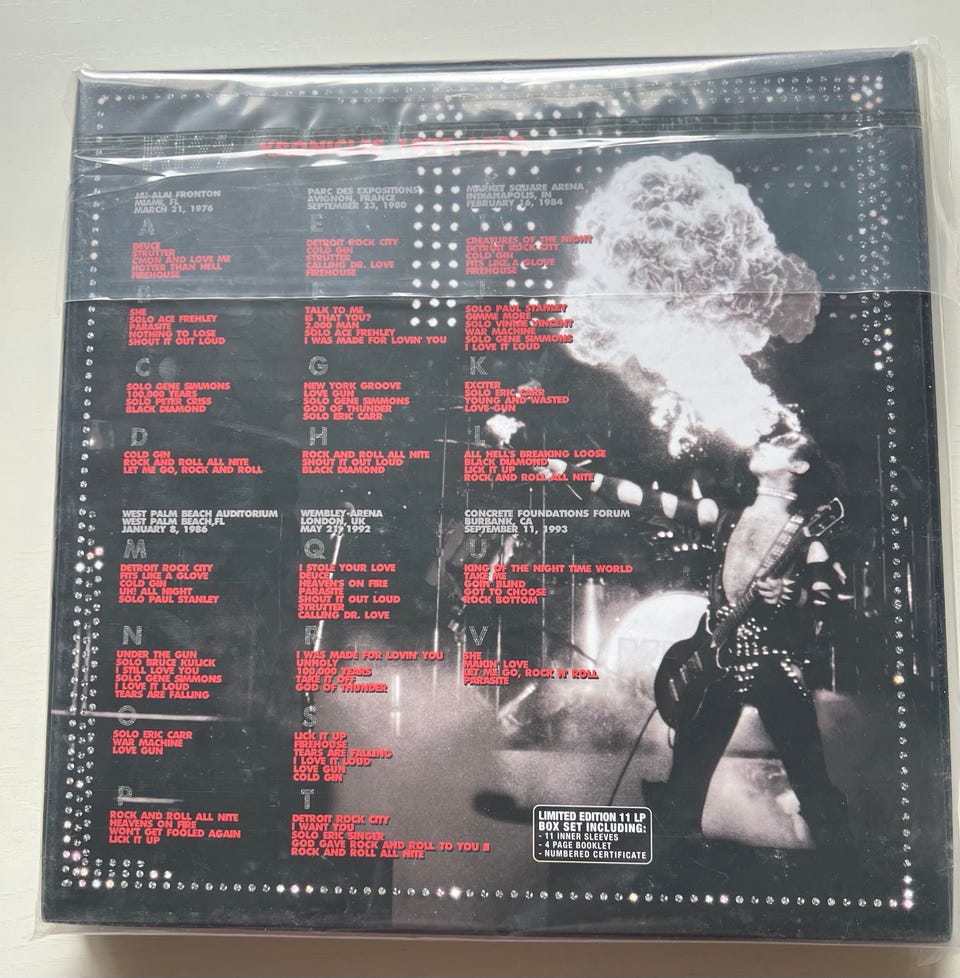 KISS KRONICLES
JAI-ALAI FRONTON
MIAMI, FL
MARCH 21, 1976
A
DEUCE
STRUTTER
C'MON AND LOVE ME
HOTTER THAN HELL
FIREHOUSE
B
SHE
SOLO ACE FREHLEY
PARASITE
NOTHING TO LOSE
SHOUT IT OUT LOUD
C
SOLO GENE SIMMONS
100,000 YEARS
SOLO PETER CRISS
BLACK DIAMOND
D
COLD GIN
ROCK AND ROLL ALL NITE
LET ME GO, ROCK AND ROLL
PARC DES EXPOSITIONS
AVIGNON, FRANCE
SEPTEMBER 23, 1980
E
DETROIT ROCK CITY
COLD GIN
STRUTTER
CALLING DR. LOVE
FIREHOUSE
F
TALK TO ME
IS THAT YOU?
2,000 MAN
SOLO ACE FREHLEY
I WAS MADE FOR LOVIN' YOU
G
NEW YORK GROOVE
LOVE GUN
SOLO GENE SIMMONS
GOD OF THUNDER
SOLO ERIC CARR
H
ROCK AND ROLL ALL NITE
SHOUT IT OUT LOUD
BLACK DIAMOND
MARKET SQUARE ARENA
INDIANAPOLIS, IN
FEBRUARY 16, 1984
CREATURES OF THE NIGHT
DETROIT ROCK CITY
COLD GIN
FITS LIKE A GLOVE
FIREHOUSE
SOLO PAUL STANLEY
GIMME MORE
SOLO VINNIE VINCENT
WAR MACHINE
SOLO GENE SIMMONS
I LOVE IT LOUD
K
EXCITER
SOLO ERIC CARR
YOUNG AND WASTED
LOVE GUN
L
ALL HELL'S BREAKING LOOSE
BLACK DIAMOND
LICK IT UP
ROCK AND ROLL ALL NITE
WEST PALM BEACH AUDITORIUM
WEST PALM BEACH,FL
JANUARY 8, 1986
M
DETROIT ROCK CITY
FITS LIKE A GLOVE
COLD GIN
UH! ALL NIGHT
SOLO PAUL STANLEY
N
UNDER THE GUN
SOLO BRUCE KULICK
I STILL LOVE YOU
SOLO GENE SIMMONS
I LOVE IT LOUD
TEARS ARE FALLING
O
SOLO ERIC CARR
WAR MACHINE
LOVE GUN
P
ROCK AND ROLL ALL NITE
HEAVENS ON FIRE
WON'T GET FOOLED AGAIN
LICK IT UP
WEMBLEY ARENA
LONDON, UK
MAY 21, 1992
Q
I STOLE YOUR LOVE
DEUCE
HEAVEN'S ON FIRE
PARASITE
SHOUT IT OUT LOUD
STRUTTER
CALLING DR. LOVE
R
I WAS MADE FOR LOVIN' YOU
UNHOLY
100,000 YEARS
TAKE IT OFF
GOD OF THUNDER
S
LICK IT UP
FIREHOUSE
TEARS ARE FALLING
I LOVE IT LOUD
LOVE GUN
COLD GIN
T
DETROIT ROCK CITY
I WANT YOU
SOLO ERIC SINGER
GOD GAVE ROCK AND ROLL TO YOU II
ROCK AND ROLL ALL NITE
CONCRETE FOUNDATIONS FORUM
BURBANK, CA
SEPTEMBER 11, 1993
U
KING OF THE NIGHT TIME WORLD
TAKE ME
GOIN' BLIND
GOT TO CHOOSE
ROCK BOTTOM
V
SHE
MAKIN' LOVE
LET ME GO, ROCK N' ROLL
PARASITE
LIMITED EDITION 11 LP
BOX SET INCLUDING:
- 11 INNER SLEEVES
- 4 PAGE BOOKLET
- NUMBERED CERTIFICATE